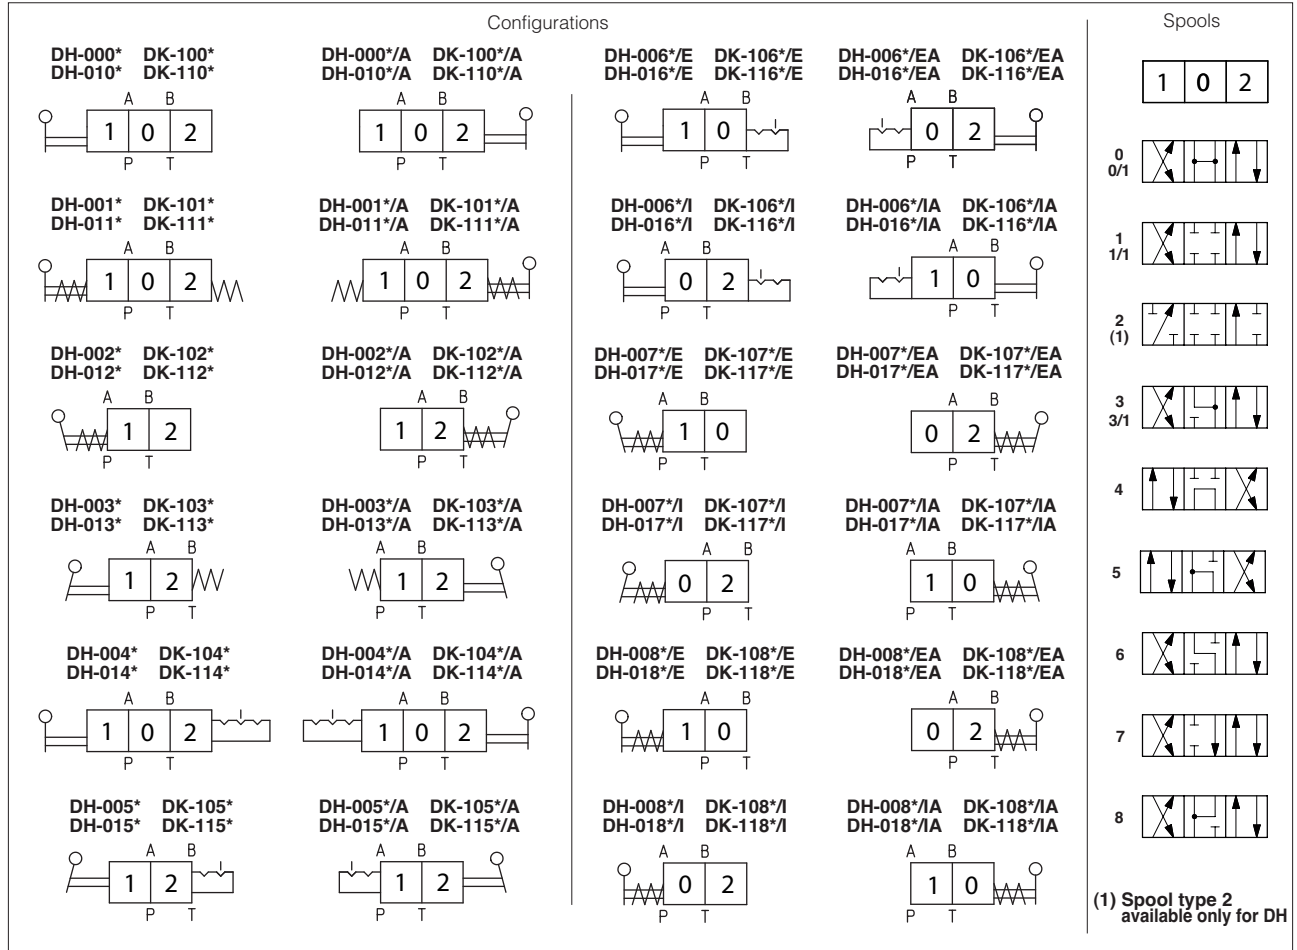 Configurations
Spools
DH-000* DK-100*
DH-010* DK-110*
A B
1 0 2
P T
DH-000*/A DK-100*/A
DH-010*/A DK-110*/A
A B
1 0 2
P T
DH-006*/E DK-106*/E
DH-016*/E DK-116*/E
A B
1 0
P T
DH-006*/EA DK-106*/EA
DH-016*/EA DK-116*/EA
A B
0 2
P T
DH-001* DK-101*
DH-011* DK-111*
A B
1 0 2
P T
DH-001*/A DK-101*/A
DH-011*/A DK-111*/A
A B
1 0 2
P T
DH-006*/I DK-106*/I
DH-016*/I DK-116*/I
A B
0 2
P T
DH-006*/IA DK-106*/IA
DH-016*/IA DK-116*/IA
A B
1 0
P T
DH-002* DK-102*
DH-012* DK-112*
A B
1 2
P T
DH-002*/A DK-102*/A
DH-012*/A DK-112*/A
A B
1 2
P T
DH-007*/E DK-107*/E
DH-017*/E DK-117*/E
A B
1 0
P T
DH-007*/EA DK-107*/EA
DH-017*/EA DK-117*/EA
A B
0 2
P T
DH-003* DK-103*
DH-013* DK-113*
A B
1 2
P T
DH-003*/A DK-103*/A
DH-013*/A DK-113*/A
A B
1 2
P T
DH-007*/I DK-107*/I
DH-017*/I DK-117*/I
A B
0 2
P T
DH-007*/IA DK-107*/IA
DH-017*/IA DK-117*/IA
A B
1 0
P T
DH-004* DK-104*
DH-014* DK-114*
A B
1 0 2
P T
DH-004*/A DK-104*/A
DH-014*/A DK-114*/A
A B
1 0 2
P T
DH-008*/E DK-108*/E
DH-018*/E DK-118*/E
A B
1 0
P T
DH-008*/EA DK-108*/EA
DH-018*/EA DK-118*/EA
A B
0 2
P T
DH-005* DK-105*
DH-015* DK-115*
A B
1 2
P T
DH-005*/A DK-105*/A
DH-015*/A DK-115*/A
A B
1 2
P T
DH-008*/I DK-108*/I
DH-018*/I DK-118*/I
A B
0 2
P T
DH-008*/IA DK-108*/IA
DH-018*/IA DK-118*/IA
A B
1 0
P T
1 0 2
0
0/1
1
1/1
2
(1)
3
3/1
4
5
6
7
8
(1) Spool type 2
available only for DH